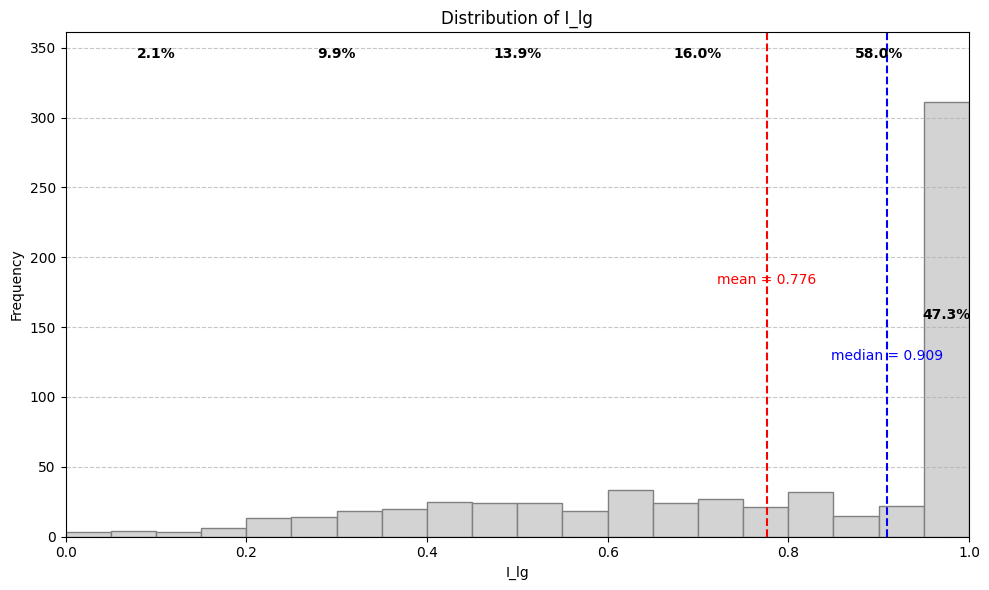 Distribution of I_lg
350
2.1% 9.9% 13.9% 16.0% 58.0%
300
250
200
mean = 0.776
47.3%
150
median = 0.909
100
50
0
0.0 0.2 0.4 0.6 0.8 1.0
I_lg
Frequency